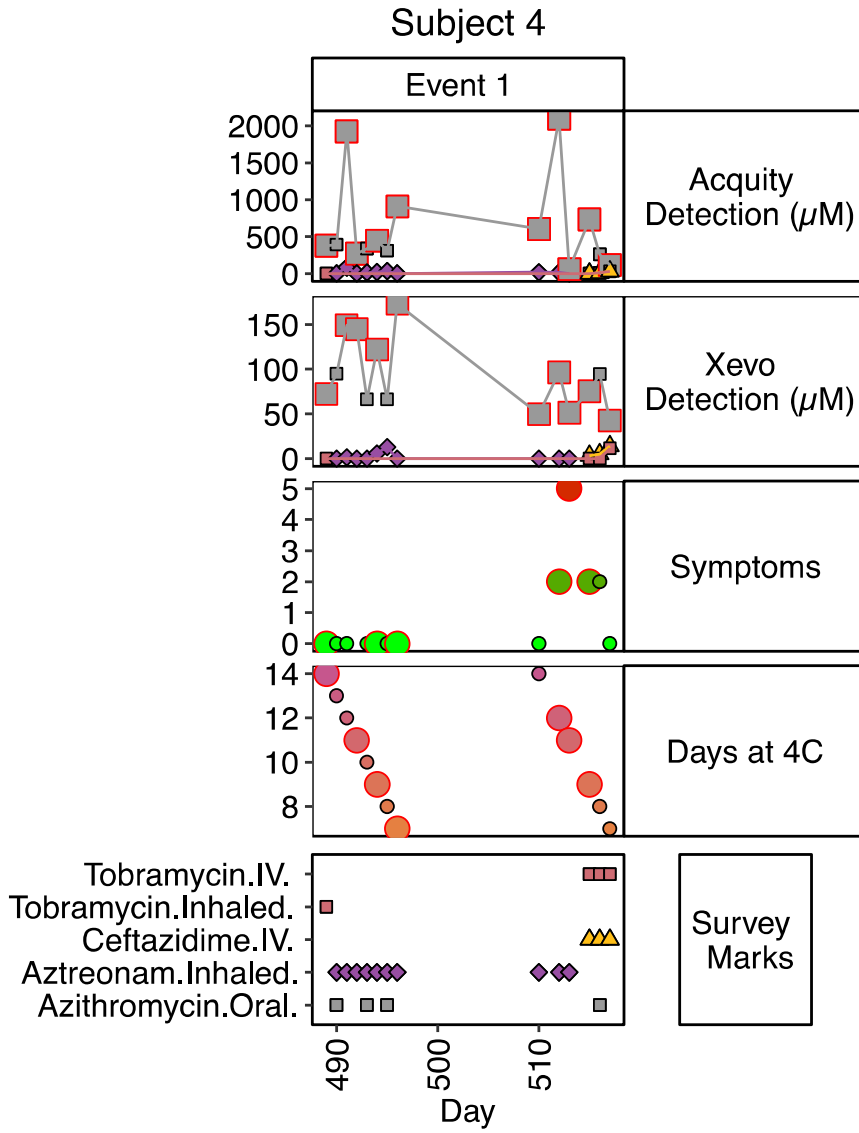 Subject 4
Event 1
2000
1500
1000
500
0
Acquity
Detection (µM)
150
100
50
0
Xevo
Detection (µM)
5
4
3
2
1
0
Symptoms
14
12
10
8
Days at 4C
Tobramycin.IV.
Tobramycin.Inhaled.
Ceftazidime.IV.
Aztreonam.Inhaled.
Azithromycin.Oral.
Survey
Marks
490
500
510
Day